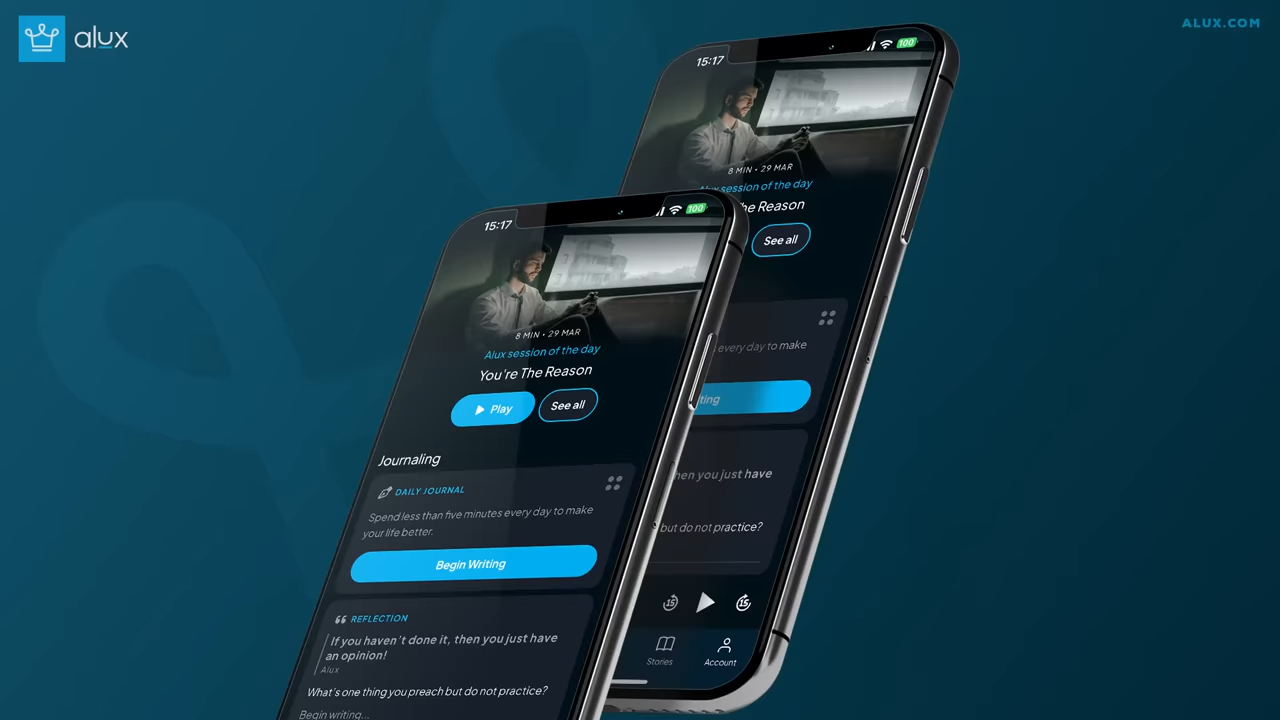 alux
ALUX.COM
15:17
100
8 MIN • 29 MAR
Alux session of the day
You're The Reason
Play
See all
Journaling
DAILY JOURNAL
Spend less than five minutes every day to make
your life better.
Begin Writing
REFLECTION
If you haven't done it, then you just have
an opinion!
Alux
What's one thing you preach but do not practice?
Begin writing...
15:17
100
8 MIN • 29 MAR
Alux session of the day
The Reason
See all
every day to make
then you just have
but do not practice?
15
15
Stories
Account